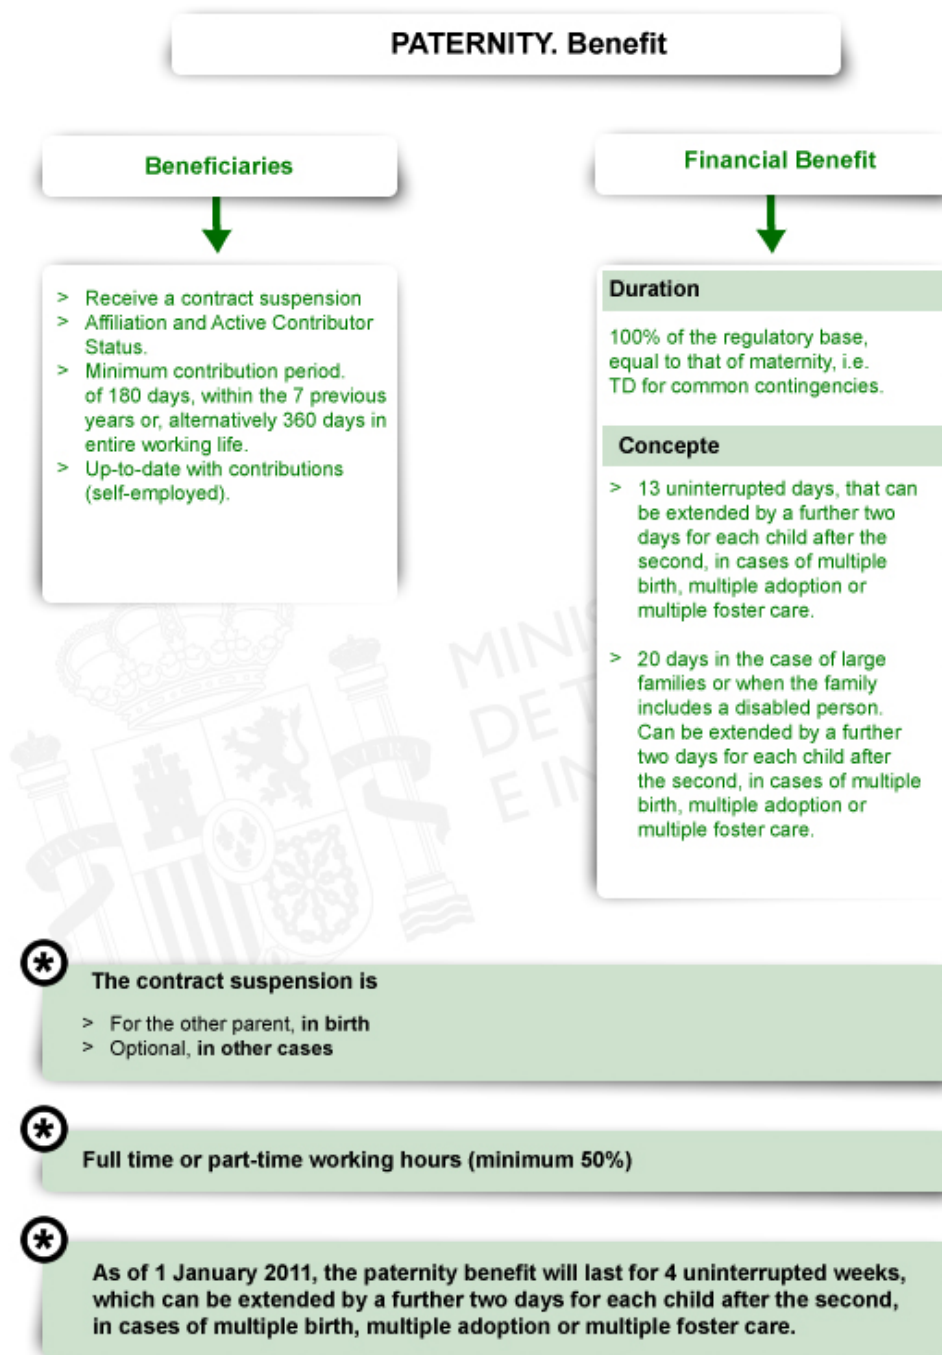 PATERNITY. Benefit
Beneficiaries
> Receive a contract suspension
> Affiliation and Active Contributor
Status.
> Minimum contribution period.
of 180 days, within the 7 previous
years or, alternatively 360 days in
entire working life.
> Up-to-date with contributions
(self-employed).
Financial Benefit
Duration
100% of the regulatory base,
equal to that of maternity, i.e.
TD for common contingencies.
Concepte
> 13 uninterrupted days, that can
be extended by a further two
days for each child after the
second, in cases of multiple
birth, multiple adoption or
multiple foster care.
> 20 days in the case of large
families or when the family
includes a disabled person.
Can be extended by a further
two days for each child after
the second, in cases of multiple
birth, multiple adoption or
multiple foster care.
The contract suspension is
> For the other parent, in birth
> Optional, in other cases
Full time or part-time working hours (minimum 50%)
As of 1 January 2011, the paternity benefit will last for 4 uninterrupted weeks,
which can be extended by a further two days for each child after the second,
in cases of multiple birth, multiple adoption or multiple foster care.